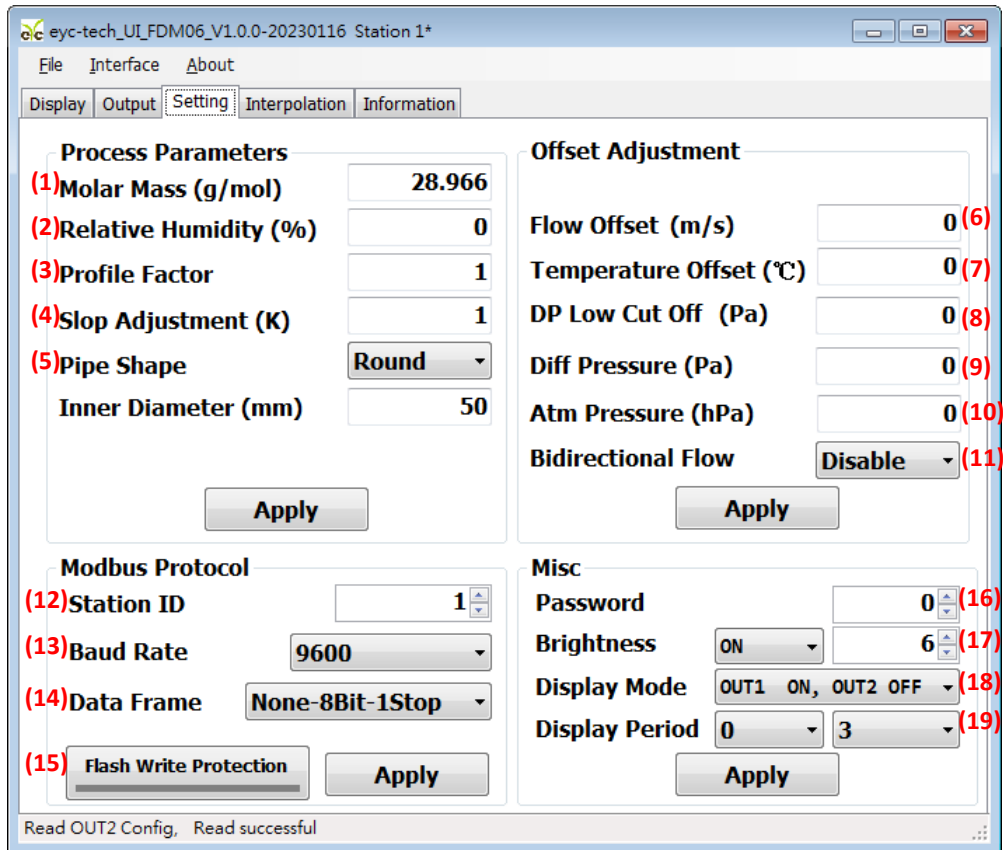 eyc-tech_UI_FDM06_V1.0.0-20230116 Station 1*
File Interface About
Display Output Setting Interpolation Information
Process Parameters
(1) Molar Mass (g/mol) 28.966
(2) Relative Humidity (%) 0
(3) Profile Factor 1
(4) Slop Adjustment (K) 1
(5) Pipe Shape Round
Inner Diameter (mm) 50
Apply
Offset Adjustment
Flow Offset (m/s) 0 (6)
Temperature Offset (℃) 0 (7)
DP Low Cut Off (Pa) 0 (8)
Diff Pressure (Pa) 0 (9)
Atm Pressure (hPa) 0 (10)
Bidirectional Flow Disable (11)
Apply
Modbus Protocol
(12) Station ID 1
(13) Baud Rate 9600
(14) Data Frame None-8Bit-1Stop
(15) Flash Write Protection Apply
Misc
Password 0 (16)
Brightness ON 6 (17)
Display Mode OUT1 ON, OUT2 OFF (18)
Display Period 0 3 (19)
Apply
Read OUT2 Config, Read successful